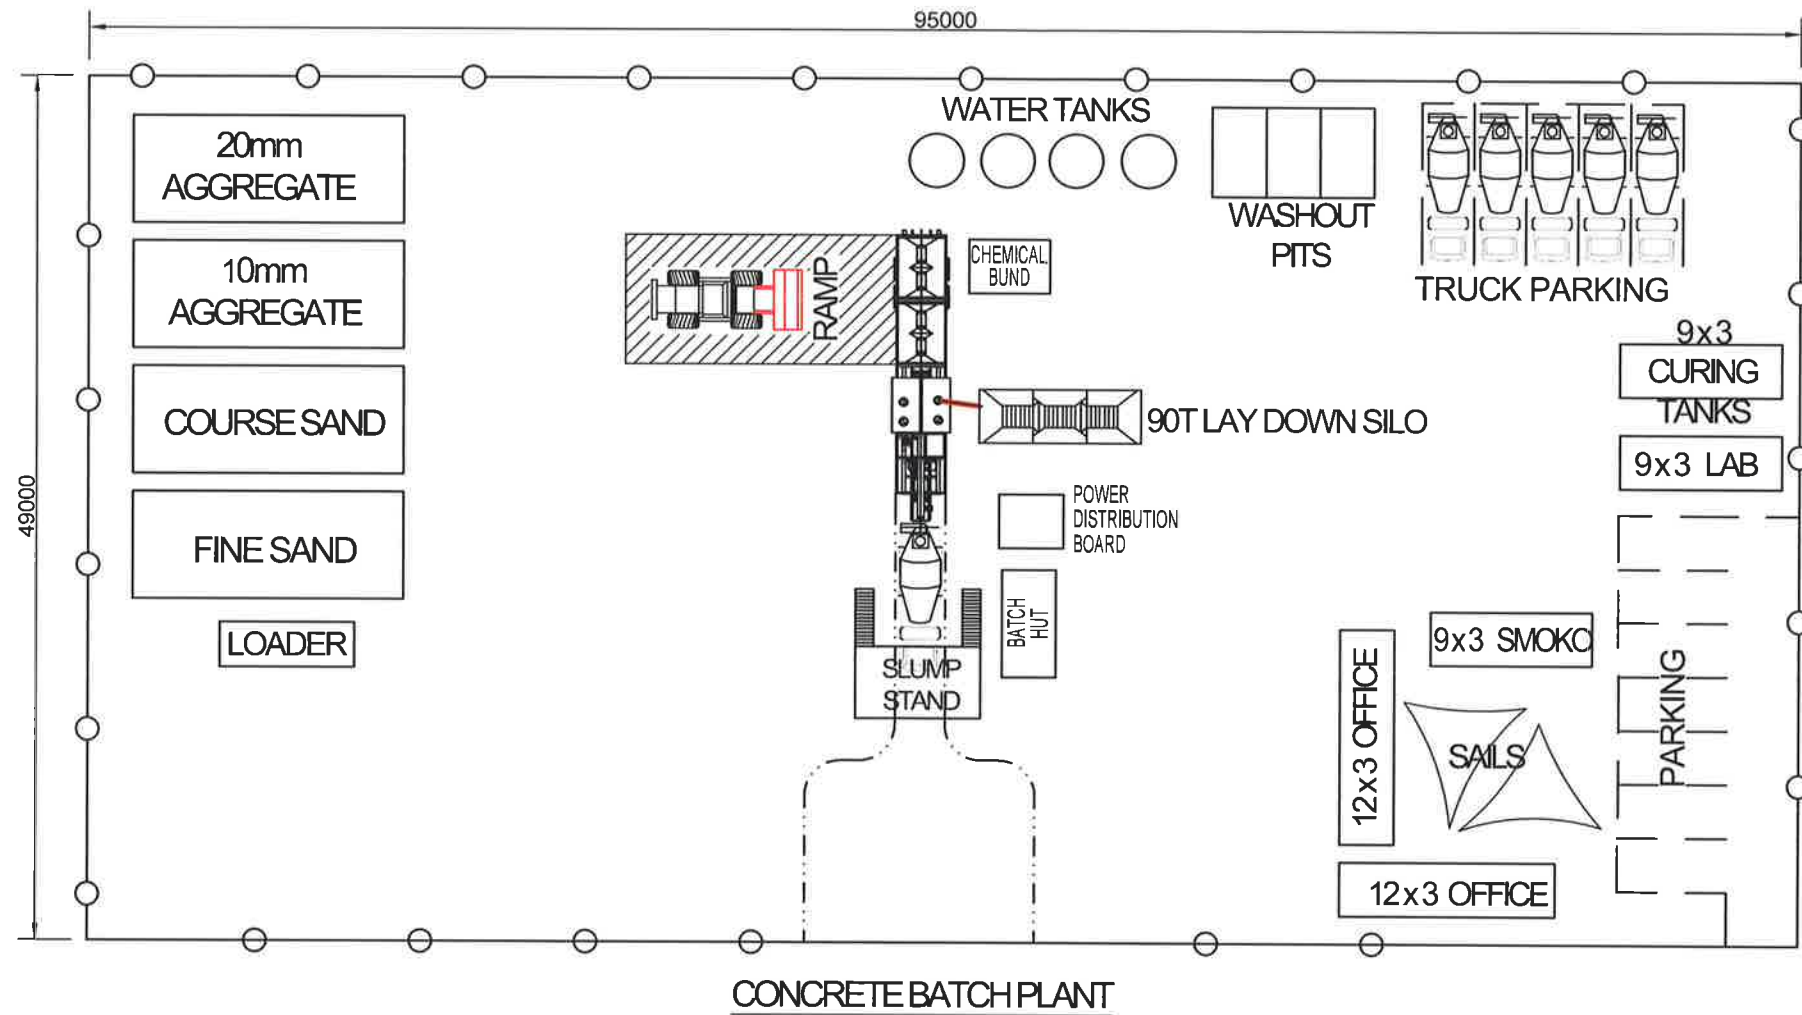 95000
49000
20mm
AGGREGATE
10mm
AGGREGATE
COURSE SAND
FINE SAND
LOADER
RAMP
WATER TANKS
CHEMICAL
BUND
WASHOUT
PITS
TRUCK PARKING
90T LAY DOWN SILO
POWER
DISTRIBUTION
BOARD
BATCH
HUT
SLUMP
STAND
9x3
CURING
TANKS
9x3 LAB
9x3 SMOKO
12x3 OFFICE
SAILS
PARKING
12x3 OFFICE
CONCRETE BATCH PLANT